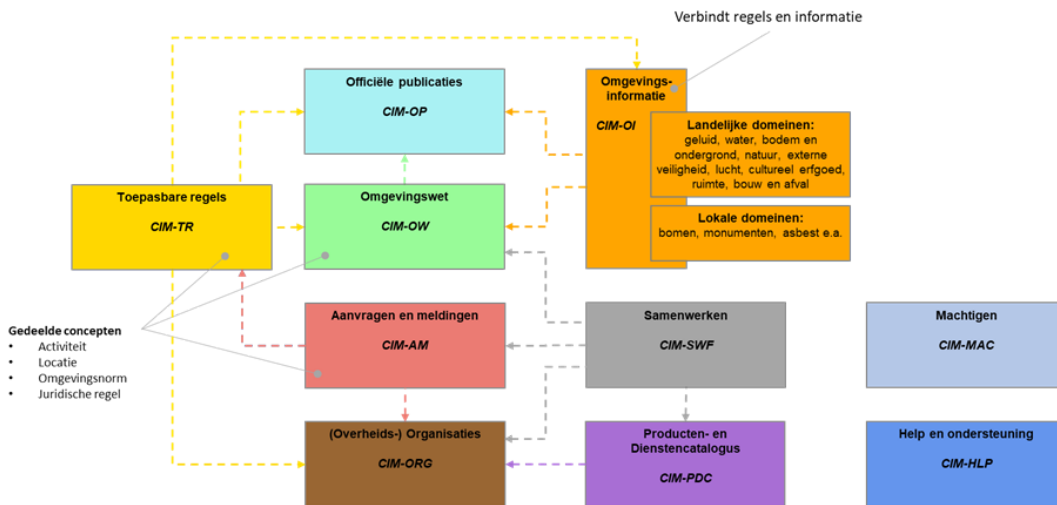 Verbindt regels en informatie
Officiële publicaties
CIM-OP
Omgevings-
informatie
CIM-OI
Landelijke domeinen:
geluid, water, bodem en
ondergrond, natuur, externe
veiligheid, lucht, cultureel erfgoed,
ruimte, bouw en afval
Lokale domeinen:
bomen, monumenten, asbest e.a.
Toepasbare regels
CIM-TR
Omgevingswet
CIM-OW
Gedeelde concepten
• Activiteit
• Locatie
• Omgevingsnorm
• Juridische regel
Aanvragen en meldingen
CIM-AM
Samenwerken
CIM-SWF
Machtigen
CIM-MAC
(Overheids-) Organisaties
CIM-ORG
Producten- en
Dienstencatalogus
CIM-PDC
Help en ondersteuning
CIM-HLP